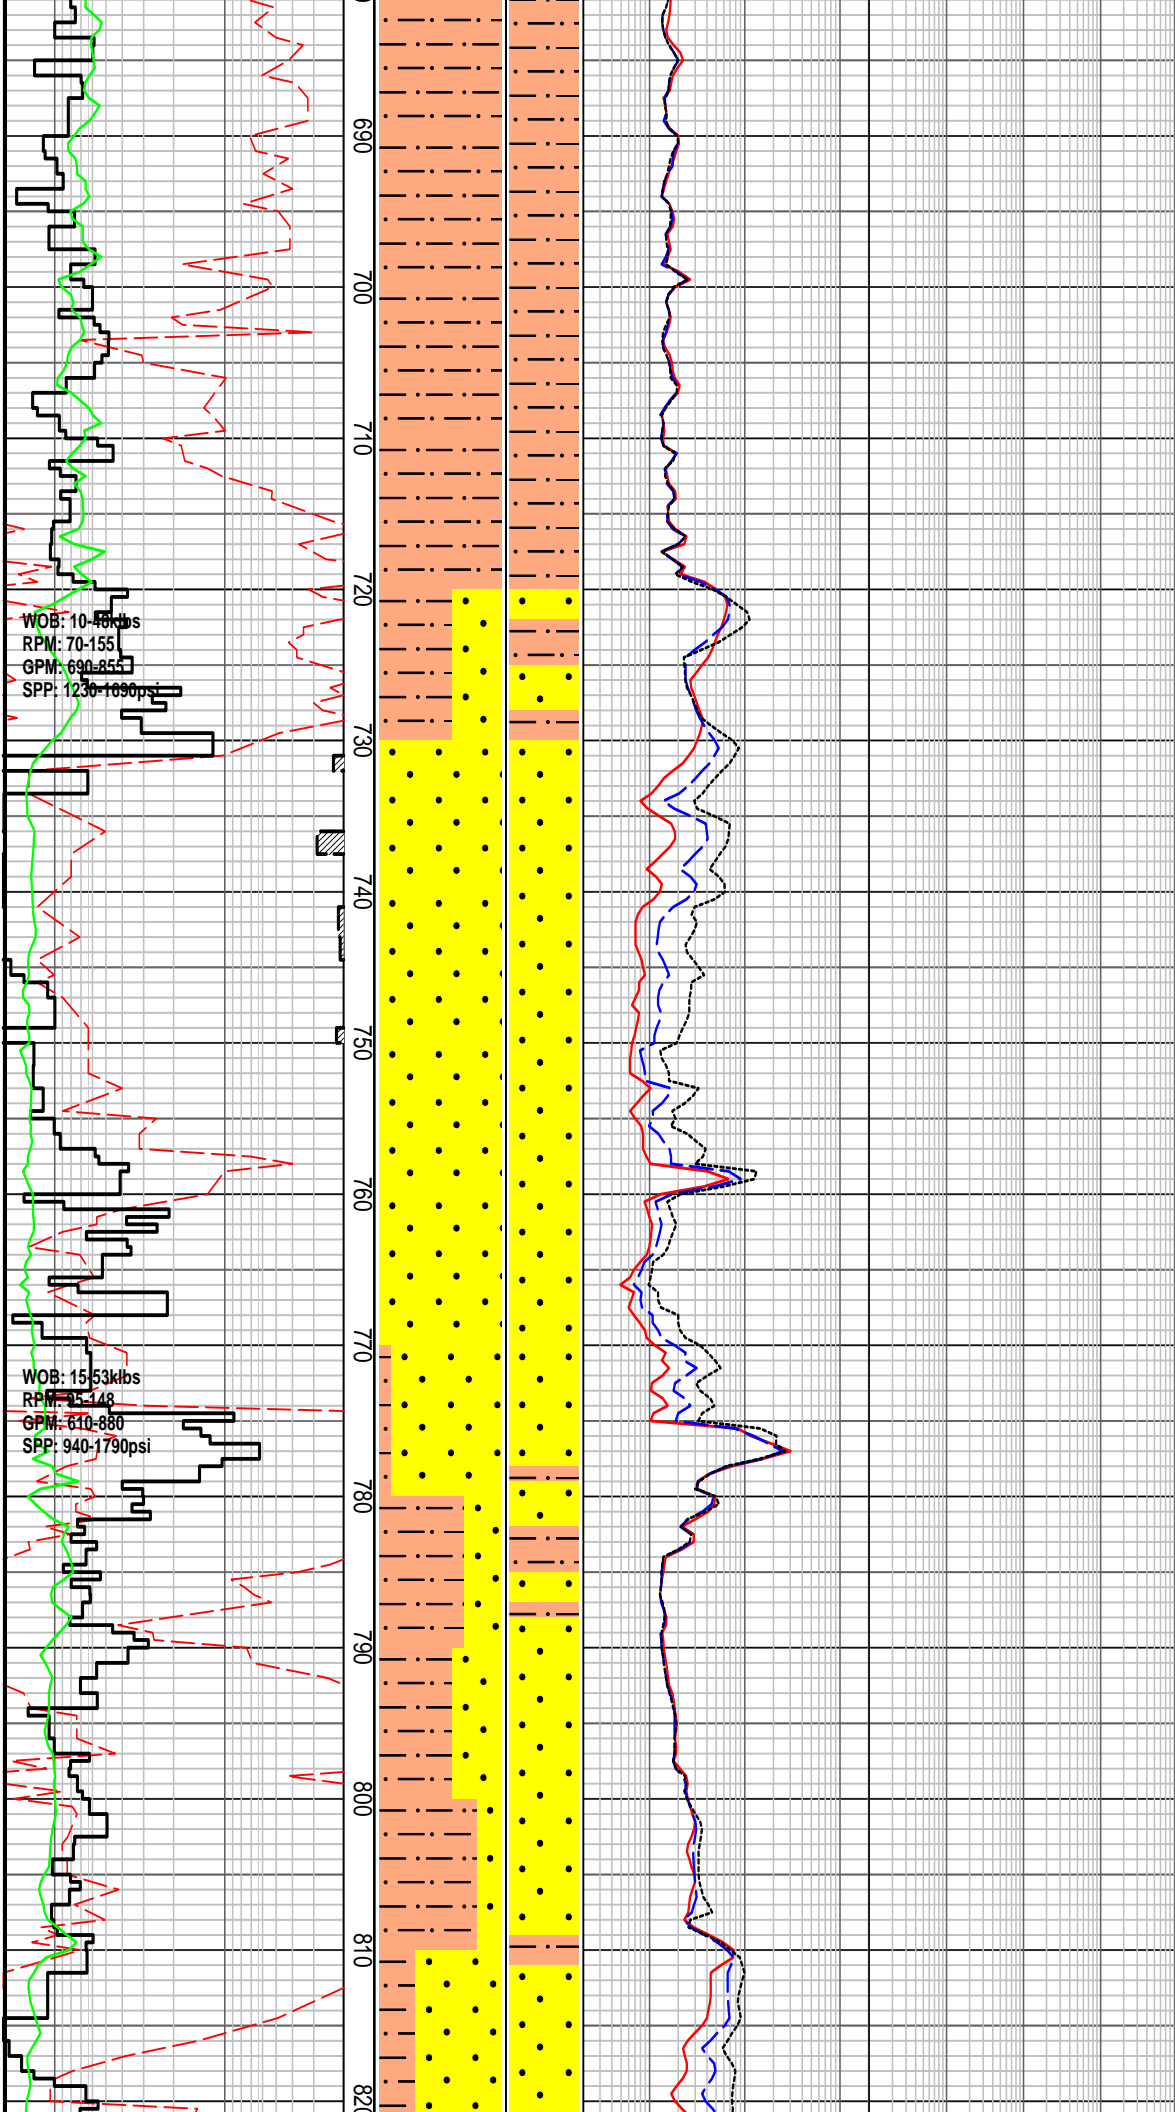 690
700
710
720
WOB: 10-48klbs
RPM: 70-155
GPM: 690-855
SPP: 1230-1690psi
730
740
750
760
770
WOB: 15-53klbs
RPM: 95-148
GPM: 610-880
SPP: 940-1790psi
780
790
800
810
820